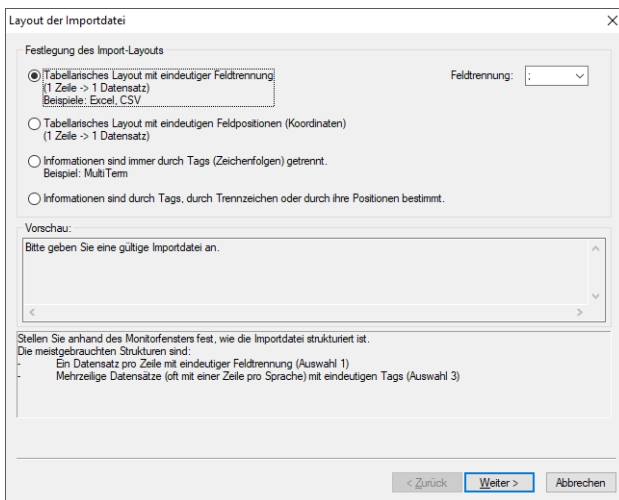 Layout der Importdatei
Festlegung des Import-Layouts
Tabellarisches Layout mit eindeutiger Feldtrennung
(1 Zeile -> 1 Datensatz)
Beispiele: Excel, CSV
Feldtrennung: ;
Tabellarisches Layout mit eindeutigen Feldpositionen (Koordinaten)
(1 Zeile -> 1 Datensatz)
Informationen sind immer durch Tags (Zeichenfolgen) getrennt.
Beispiel: MultiTerm
Informationen sind durch Tags, durch Trennzeichen oder durch ihre Positionen bestimmt.
Vorschau:
Bitte geben Sie eine gültige Importdatei an.
Stellen Sie anhand des Monitorfensters fest, wie die Importdatei strukturiert ist.
Die meistgebrauchten Strukturen sind:
- Ein Datensatz pro Zeile mit eindeutiger Feldtrennung (Auswahl 1)
- Mehrzeilige Datensätze (oft mit einer Zeile pro Sprache) mit eindeutigen Tags (Auswahl 3)
< Zurück Weiter > Abbrechen